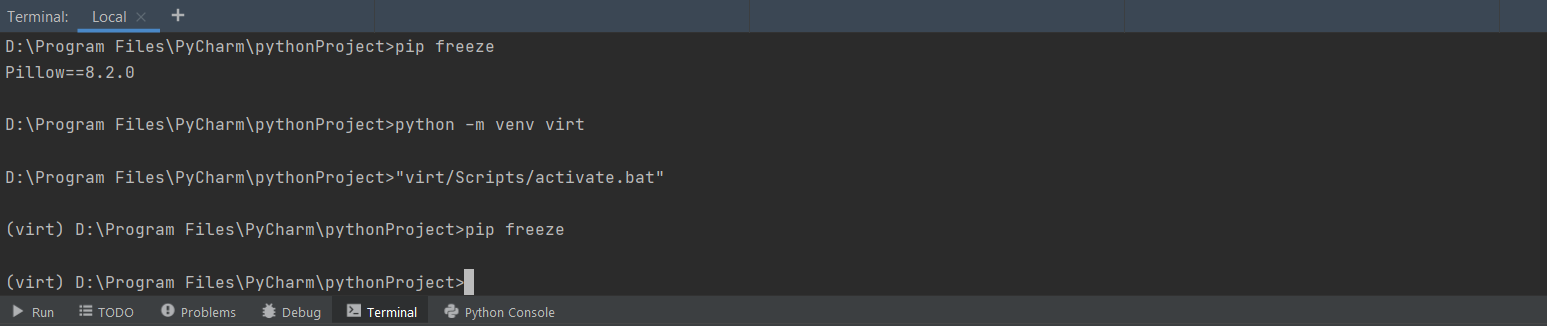 Terminal: Local × +
D:\Program Files\PyCharm\pythonProject>pip freeze
Pillow==8.2.0
D:\Program Files\PyCharm\pythonProject>python -m venv virt
D:\Program Files\PyCharm\pythonProject>"virt/Scripts/activate.bat"
(virt) D:\Program Files\PyCharm\pythonProject>pip freeze
(virt) D:\Program Files\PyCharm\pythonProject>
Run TODO Problems Debug Terminal Python Console